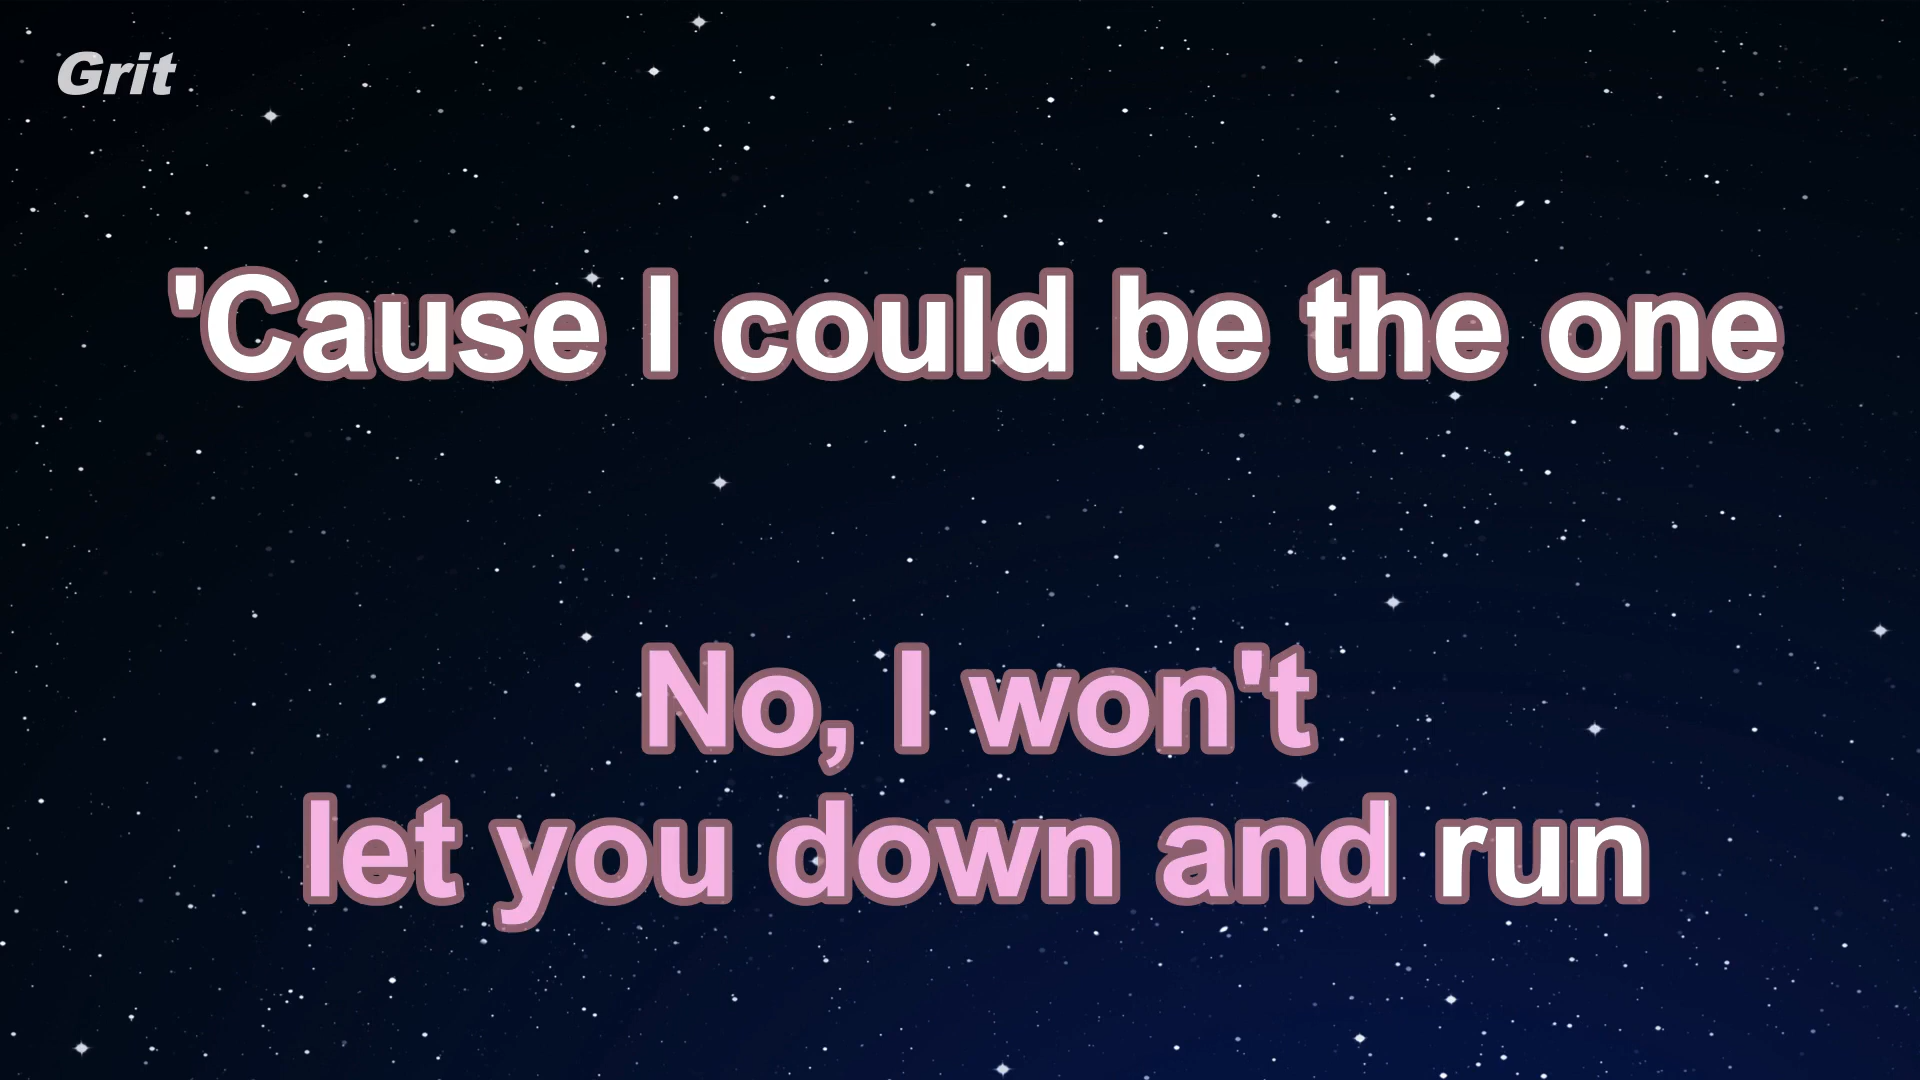 Grit
'Cause I could be the one
No, I won't
let you down and run